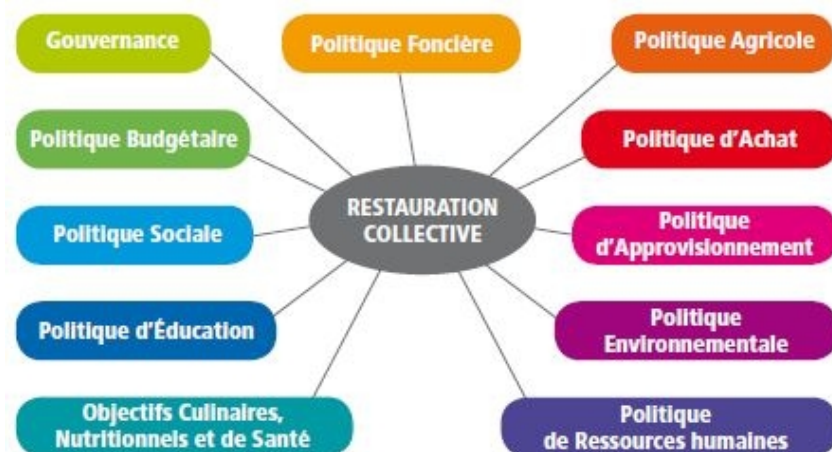 Gouvernance
Politique Foncière
Politique Agricole
Politique Budgétaire
Politique d'Achat
RESTAURATION
COLLECTIVE
Politique Sociale
Politique
d'Approvisionnement
Politique d'Éducation
Politique
Environnementale
Objectifs Culinaires,
Nutritionnels et de Santé
Politique
de Ressources humaines